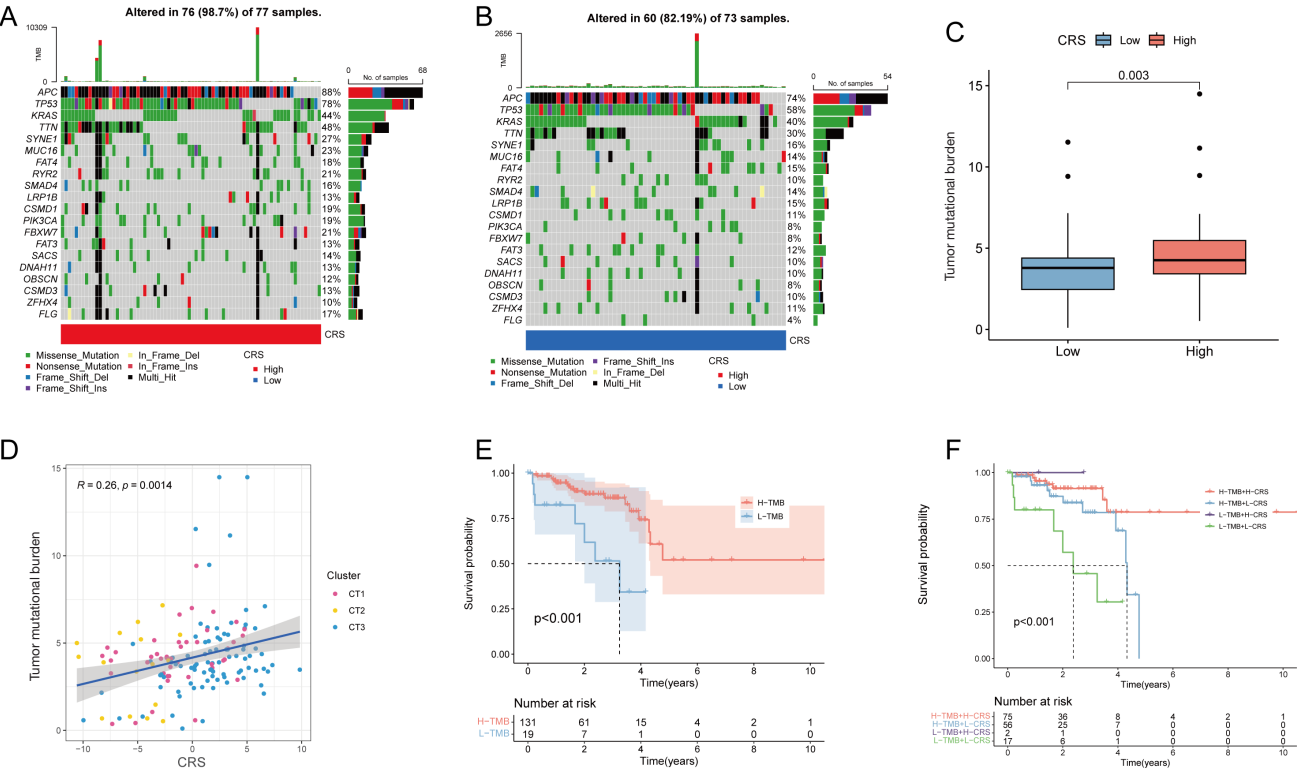 A
Altered in 76 (98.7%) of 77 samples.
10309
0
TMB
0 68
No. of samples
APC 88%
TP53 78%
KRAS 44%
TTN 48%
SYNE1 27%
MUC16 23%
FAT4 18%
RYR2 21%
SMAD4 16%
LRP1B 13%
CSMD1 19%
PIK3CA 19%
FBXW7 21%
FAT3 13%
SACS 14%
DNAH11 13%
OBSCN 12%
CSMD3 13%
ZFHX4 10%
FLG 17%
CRS
Missense_Mutation
Nonsense_Mutation
Frame_Shift_Del
Frame_Shift_Ins
In_Frame_Del
In_Frame_Ins
Multi_Hit
CRS
High
Low
B
Altered in 60 (82.19%) of 73 samples.
2656
0
TMB
0 54
No. of samples
APC 74%
TP53 58%
KRAS 40%
TTN 30%
SYNE1 16%
MUC16 14%
FAT4 15%
RYR2 10%
SMAD4 14%
LRP1B 15%
CSMD1 11%
PIK3CA 8%
FBXW7 8%
FAT3 12%
SACS 10%
DNAH11 10%
OBSCN 8%
CSMD3 10%
ZFHX4 11%
FLG 4%
CRS
Missense_Mutation
Nonsense_Mutation
Frame_Shift_Del
Frame_Shift_Ins
In_Frame_Del
Multi_Hit
CRS
High
Low
C
CRS Low High
0.003
15
10
5
0
Tumor mutational burden
Low High
D
R = 0.26, p = 0.0014
15
10
5
0
Tumor mutational burden
−10 −5 0 5 10
CRS
Cluster
CT1
CT2
CT3
E
1.00
0.75
0.50
0.25
0.00
Survival probability
H−TMB
L−TMB
p<0.001
0 2 4 6 8 10
Time(years)
Number at risk
H−TMB 131 61 15 4 2 1
L−TMB 19 7 1 0 0 0
0 2 4 6 8 10
Time(years)
F
1.00
0.75
0.50
0.25
0.00
Survival probability
H−TMB+H−CRS
H−TMB+L−CRS
L−TMB+H−CRS
L−TMB+L−CRS
p<0.001
0 2 4 6 8 10
Time(years)
Number at risk
H−TMB+H−CRS 75 36 8 4 2 1
H−TMB+L−CRS 56 25 7 0 0 0
L−TMB+H−CRS 2 1 0 0 0 0
L−TMB+L−CRS 17 6 1 0 0 0
0 2 4 6 8 10
Time(years)